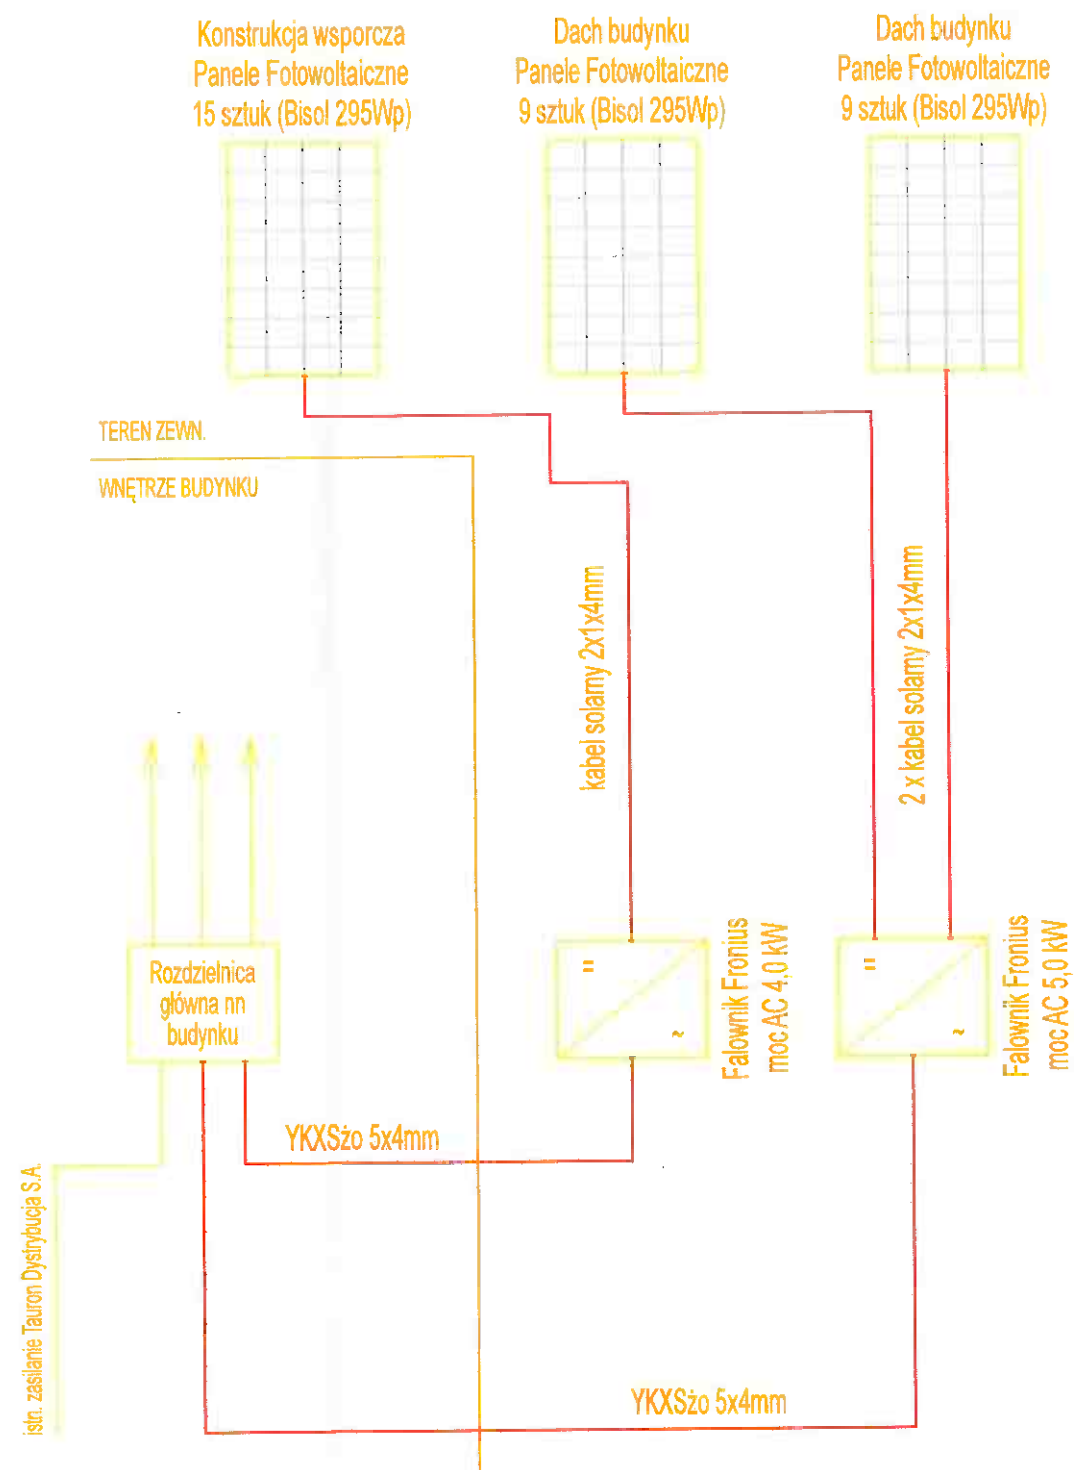 Konstrukcja wsporcza
Panele Fotowoltaiczne
15 sztuk (Bisol 295Wp)
Dach budynku
Panele Fotowoltaiczne
9 sztuk (Bisol 295Wp)
Dach budynku
Panele Fotowoltaiczne
9 sztuk (Bisol 295Wp)
TEREN ZEWN.
WNĘTRZE BUDYNKU
kabel solarny 2x1x4mm
2 x kabel solarny 2x1x4mm
Rozdzielnica
główna nn
budynku
=
~
Falownik Fronius
moc AC 4,0 kW
=
~
Falownik Fronius
moc AC 5,0 kW
YKXSżo 5x4mm
istn. zasilanie Tauron Dystrybucja S.A.
YKXSżo 5x4mm